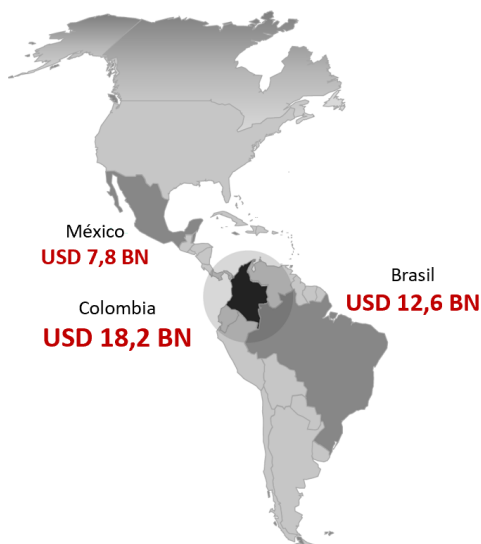 México
USD 7,8 BN
Brasil
USD 12,6 BN
Colombia
USD 18,2 BN